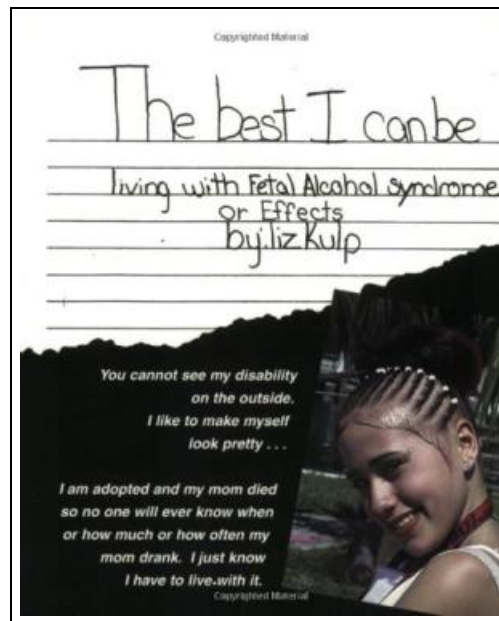 Copyrighted Material
The best I can be
living with Fetal Alcohol Syndrome
or Effects
by: liz Kulp
You cannot see my disability
on the outside.
I like to make myself
look pretty . . .
I am adopted and my mom died
so no one will ever know when
or how much or how often my
mom drank. I just know
I have to live with it.
Copyrighted Material